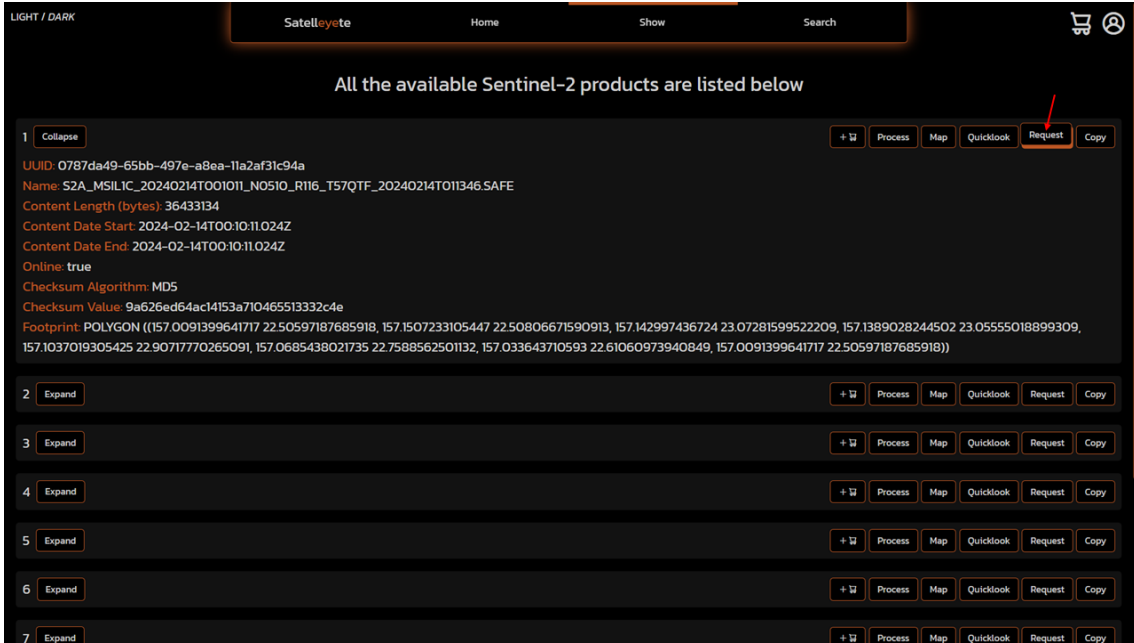 LIGHT / DARK
Satelleyete Home Show Search
All the available Sentinel-2 products are listed below
1 Collapse + Process Map Quicklook Request Copy
UUID: 0787da49-65bb-497e-a8ea-11a2af31c94a
Name: S2A_MSIL1C_20240214T001011_N0510_R116_T57QTF_20240214T011346.SAFE
Content Length (bytes): 36433134
Content Date Start: 2024-02-14T00:10:11.024Z
Content Date End: 2024-02-14T00:10:11.024Z
Online: true
Checksum Algorithm: MD5
Checksum Value: 9a626ed64ac14153a710465513332c4e
Footprint: POLYGON ((157.0091399641717 22.50597187685918, 157.1507233105447 22.50806671590913, 157.142997436724 23.07281599522209, 157.1389028244502 23.05555018899309,
157.1037019305425 22.90717770265091, 157.0685438021735 22.7588562501132, 157.033643710593 22.61060973940849, 157.0091399641717 22.50597187685918))
2 Expand + Process Map Quicklook Request Copy
3 Expand + Process Map Quicklook Request Copy
4 Expand + Process Map Quicklook Request Copy
5 Expand + Process Map Quicklook Request Copy
6 Expand + Process Map Quicklook Request Copy
7 Expand + Process Map Quicklook Request Copy